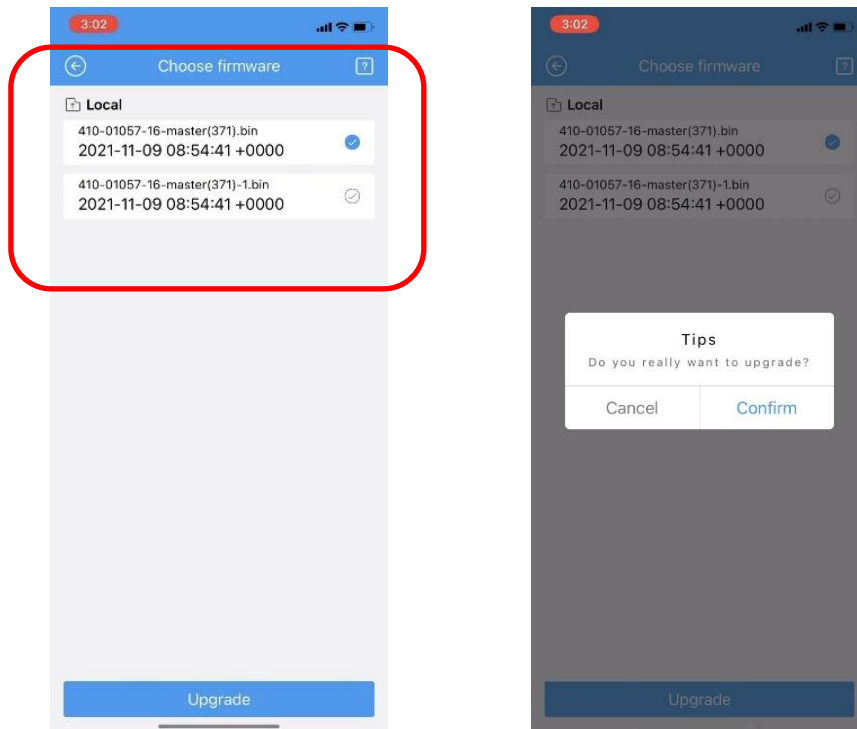 3:02
Choose firmware
?
Local
410-01057-16-master(371).bin
2021-11-09 08:54:41 +0000
410-01057-16-master(371)-1.bin
2021-11-09 08:54:41 +0000
Upgrade
3:02
Choose firmware
?
Local
410-01057-16-master(371).bin
2021-11-09 08:54:41 +0000
410-01057-16-master(371)-1.bin
2021-11-09 08:54:41 +0000
Tips
Do you really want to upgrade?
Cancel Confirm
Upgrade